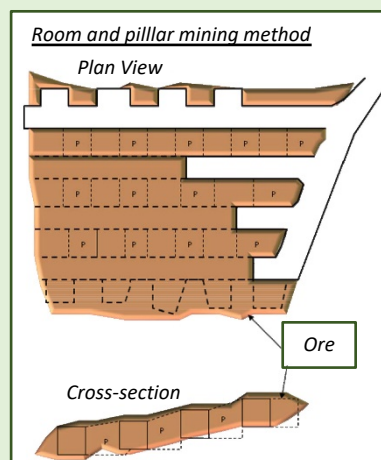 Room and pilllar mining method
Plan View
P P P P P
P P P P
P P P P
Ore
Cross-section
P P P